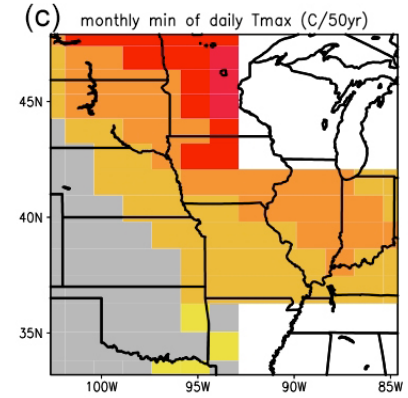 (c) monthly min of daily Tmax (C/50yr)
45N
40N
35N
100W 95W 90W 85W